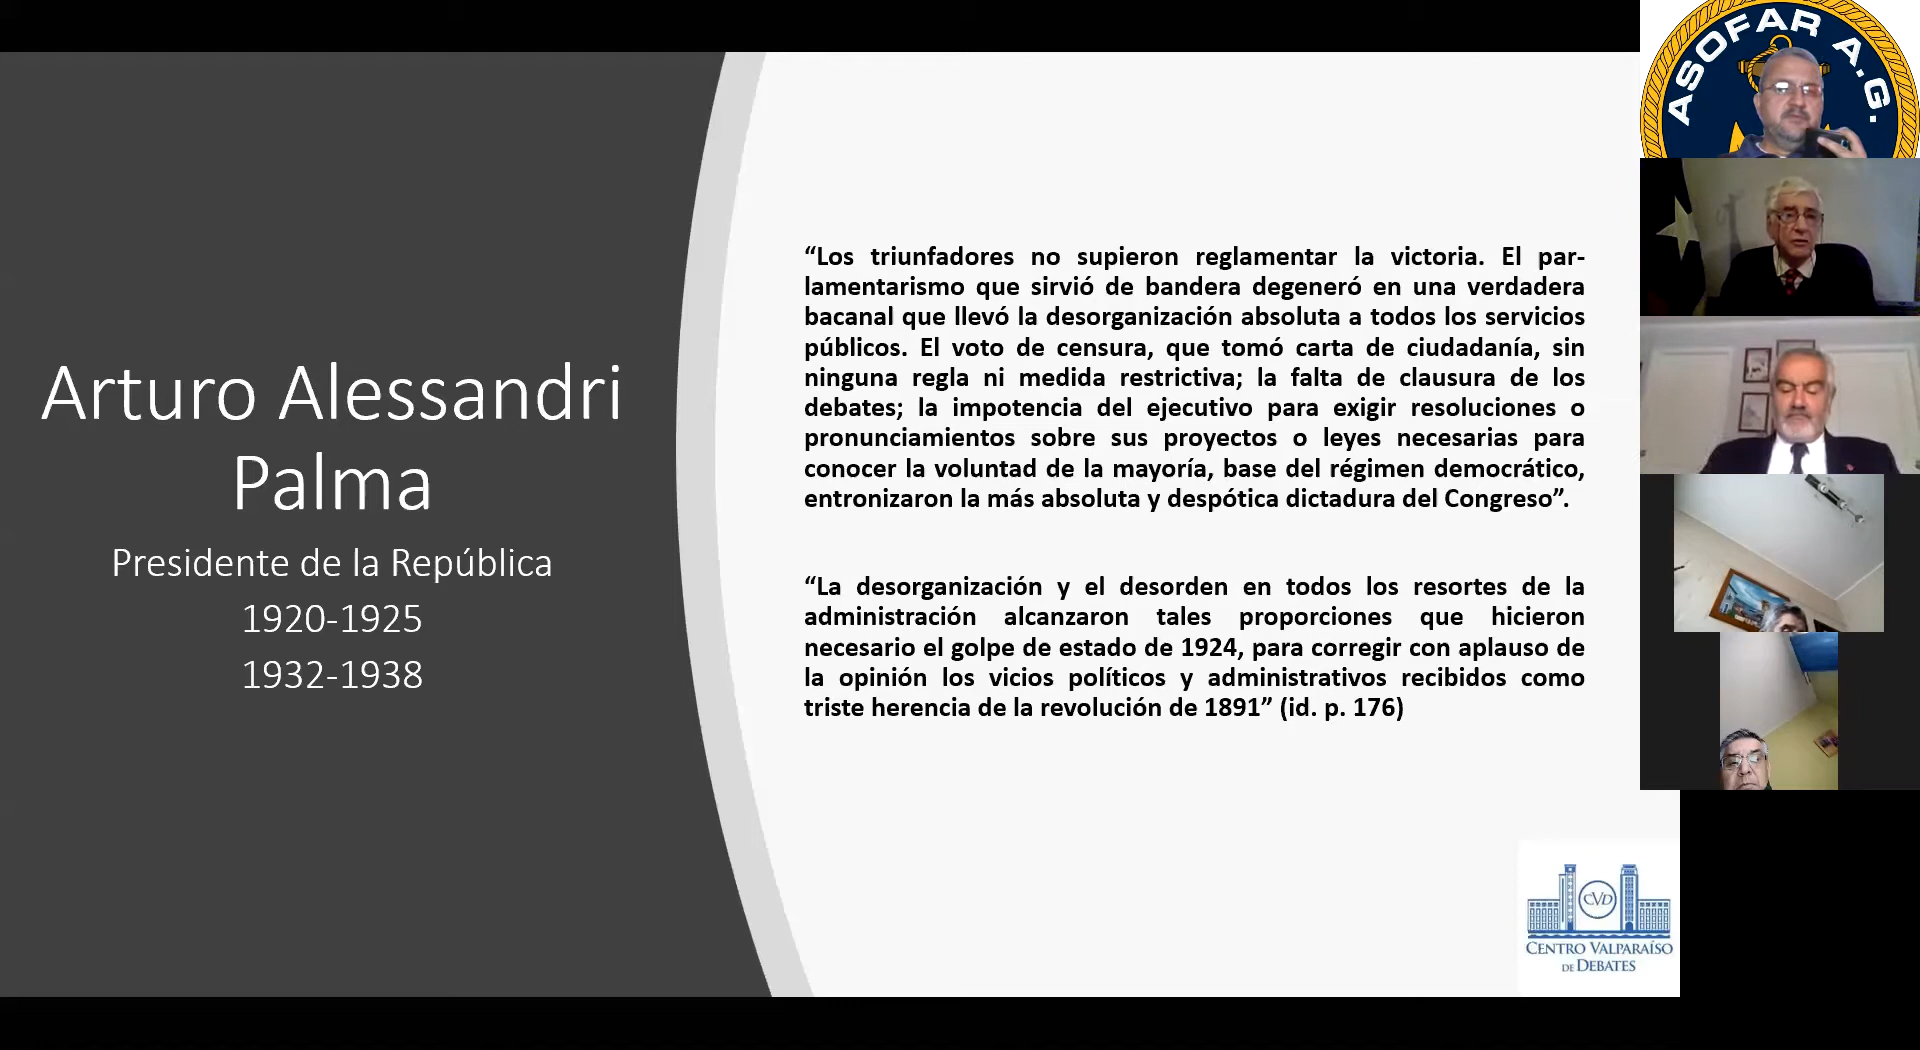 Arturo Alessandri
Palma
Presidente de la República
1920-1925
1932-1938
“Los triunfadores no supieron reglamentar la victoria. El par-
lamentarismo que sirvió de bandera degeneró en una verdadera
bacanal que llevó la desorganización absoluta a todos los servicios
públicos. El voto de censura, que tomó carta de ciudadanía, sin
ninguna regla ni medida restrictiva; la falta de clausura de los
debates; la impotencia del ejecutivo para exigir resoluciones o
pronunciamientos sobre sus proyectos o leyes necesarias para
conocer la voluntad de la mayoría, base del régimen democrático,
entronizaron la más absoluta y despótica dictadura del Congreso”.
“La desorganización y el desorden en todos los resortes de la
administración alcanzaron tales proporciones que hicieron
necesario el golpe de estado de 1924, para corregir con aplauso de
la opinión los vicios políticos y administrativos recibidos como
triste herencia de la revolución de 1891” (id. p. 176)
CVD
CENTRO VALPARAÍSO
DE DEBATES
ASOFAR A.G.